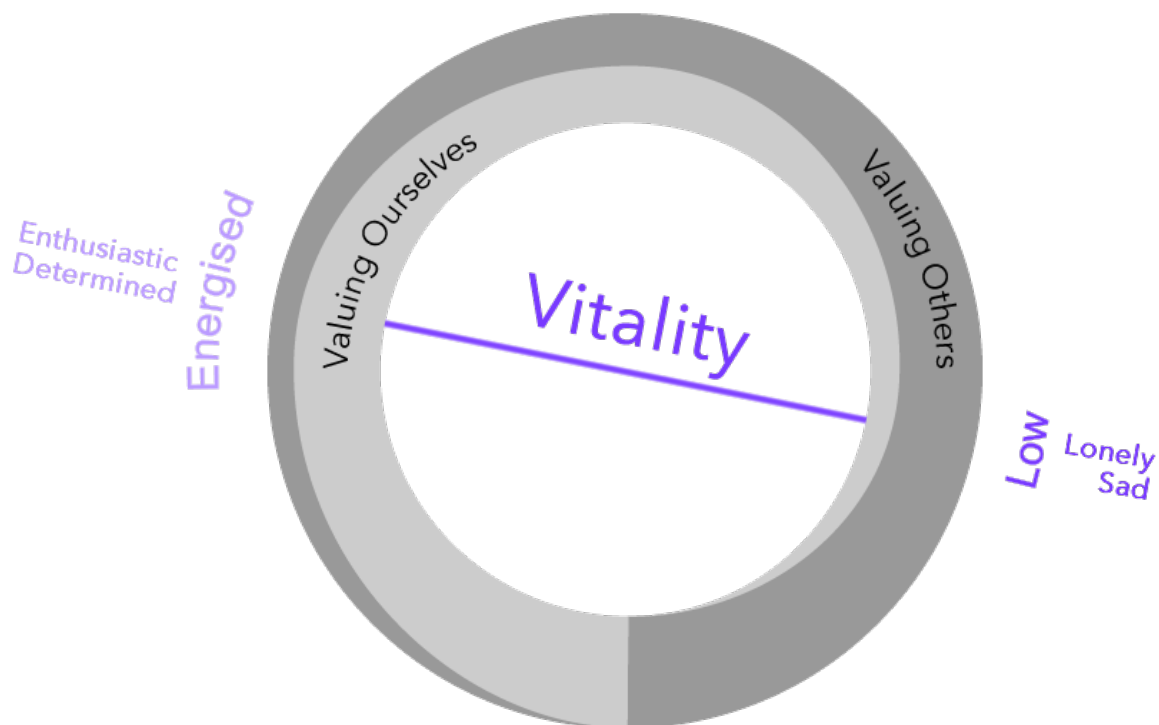 Enthusiastic
Determined
Energised
Valuing Ourselves
Vitality
Valuing Others
Low
Lonely
Sad